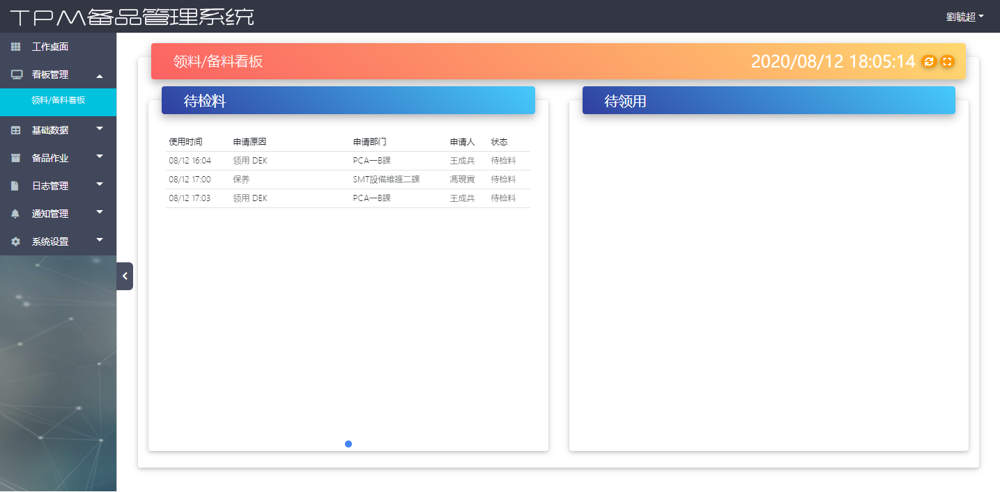 TPM备品管理系统
劉毓超
工作桌面
看板管理
领料/备料看板
基础数据
备品作业
日志管理
通知管理
系统设置
领料/备料看板 2020/08/12 18:05:14
待检料
使用时间 申请原因 申请部门 申请人 状态
08/12 16:04 领用 DEK PCA一B課 王成兵 待检料
08/12 17:00 保养 SMT設備維護二課 馮現實 待检料
08/12 17:03 领用 DEK PCA一B課 王成兵 待检料
待领用